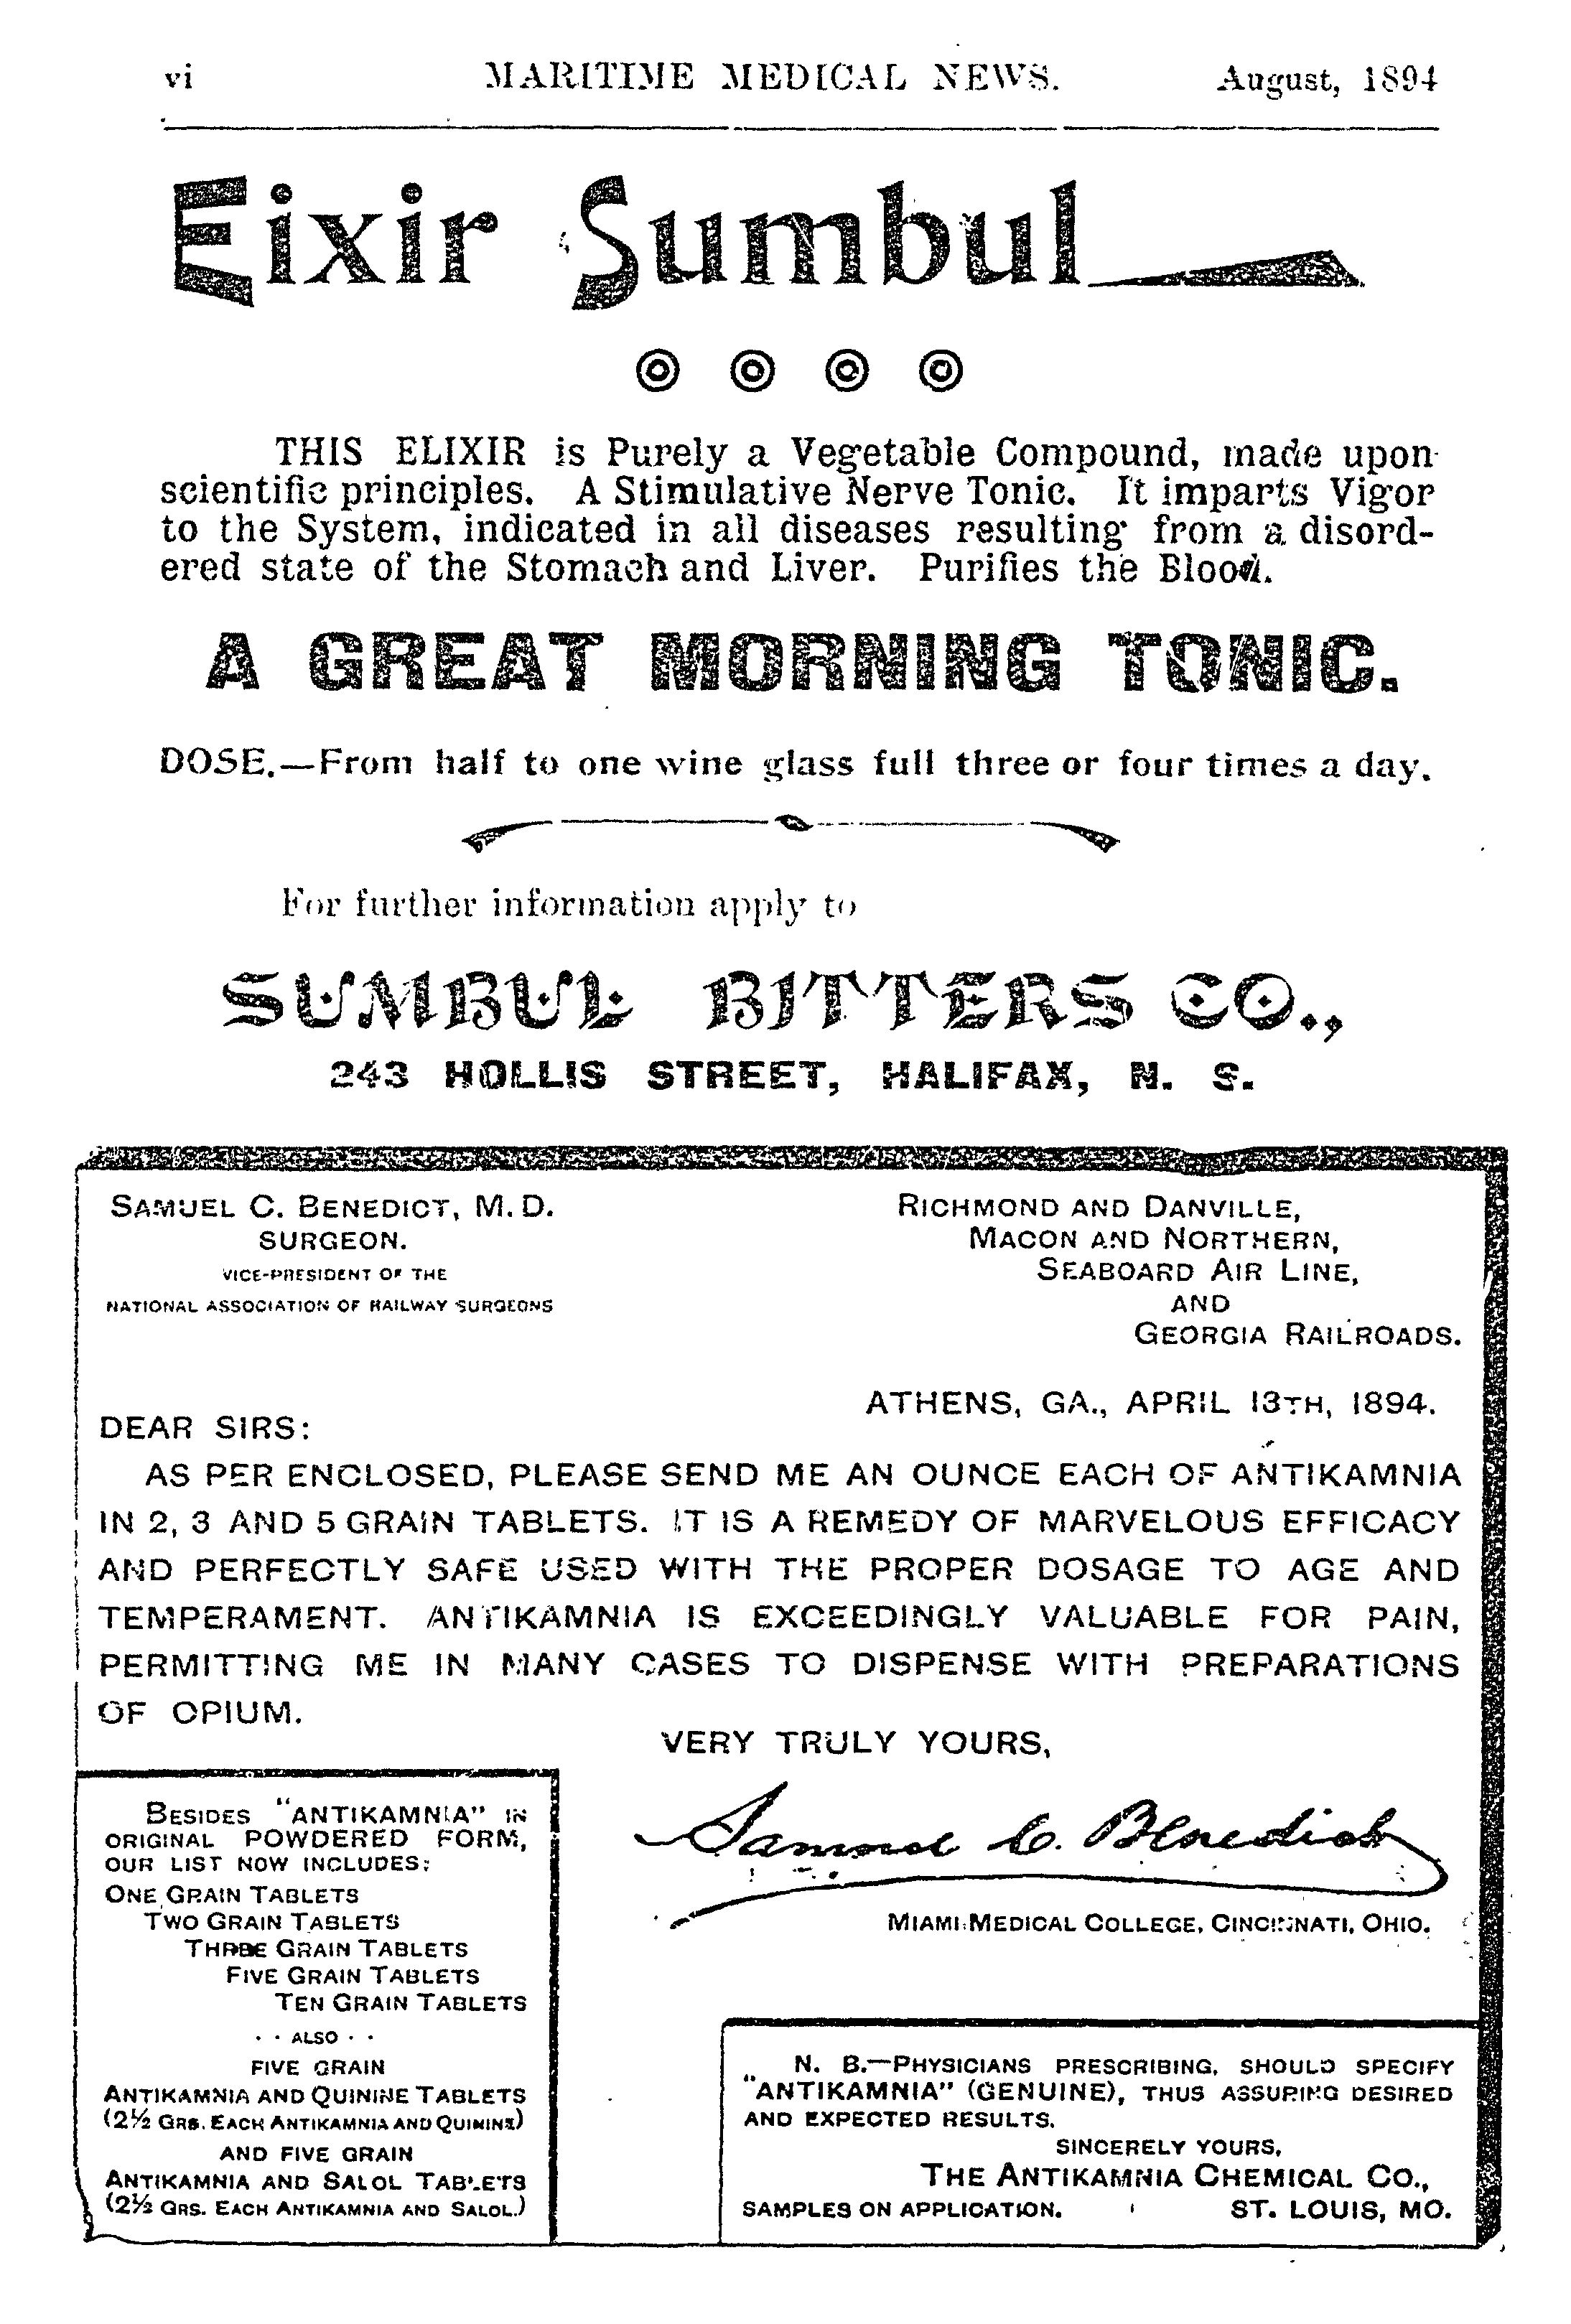 vi MARITIME MEDICAL NEWS. August, 1894
Eixir Sumbul
THIS ELIXIR is Purely a Vegetable Compound, made upon
scientific principles. A Stimulative Nerve Tonic. It imparts Vigor
to the System, indicated in all diseases resulting from a disord-
ered state of the Stomach and Liver. Purifies the Blood.
A GREAT MORNING TONIC.
DOSE.—From half to one wine glass full three or four times a day.
For further information apply to
SUMBUL BITTERS CO.,
243 HOLLIS STREET, HALIFAX, N. S.
SAMUEL C. BENEDICT, M. D.
SURGEON.
VICE-PRESIDENT OF THE
NATIONAL ASSOCIATION OF RAILWAY SURGEONS
RICHMOND AND DANVILLE,
MACON AND NORTHERN,
SEABOARD AIR LINE,
AND
GEORGIA RAILROADS.
ATHENS, GA., APRIL 13TH, 1894.
DEAR SIRS:
AS PER ENCLOSED, PLEASE SEND ME AN OUNCE EACH OF ANTIKAMNIA
IN 2, 3 AND 5 GRAIN TABLETS. IT IS A REMEDY OF MARVELOUS EFFICACY
AND PERFECTLY SAFE USED WITH THE PROPER DOSAGE TO AGE AND
TEMPERAMENT. ANTIKAMNIA IS EXCEEDINGLY VALUABLE FOR PAIN,
PERMITTING ME IN MANY CASES TO DISPENSE WITH PREPARATIONS
OF OPIUM.
VERY TRULY YOURS,
Samuel C. Benedict
MIAMI MEDICAL COLLEGE, CINCINNATI, OHIO.
BESIDES "ANTIKAMNIA" IN
ORIGINAL POWDERED FORM,
OUR LIST NOW INCLUDES:
ONE GRAIN TABLETS
TWO GRAIN TABLETS
THREE GRAIN TABLETS
FIVE GRAIN TABLETS
TEN GRAIN TABLETS
· · ALSO · ·
FIVE GRAIN
ANTIKAMNIA AND QUININE TABLETS
(2½ GRS. EACH ANTIKAMNIA AND QUININE)
AND FIVE GRAIN
ANTIKAMNIA AND SALOL TABLETS
(2½ GRS. EACH ANTIKAMNIA AND SALOL.)
N. B.—PHYSICIANS PRESCRIBING, SHOULD SPECIFY
"ANTIKAMNIA" (GENUINE), THUS ASSURING DESIRED
AND EXPECTED RESULTS.
SINCERELY YOURS,
THE ANTIKAMNIA CHEMICAL CO.,
SAMPLES ON APPLICATION. ST. LOUIS, MO.